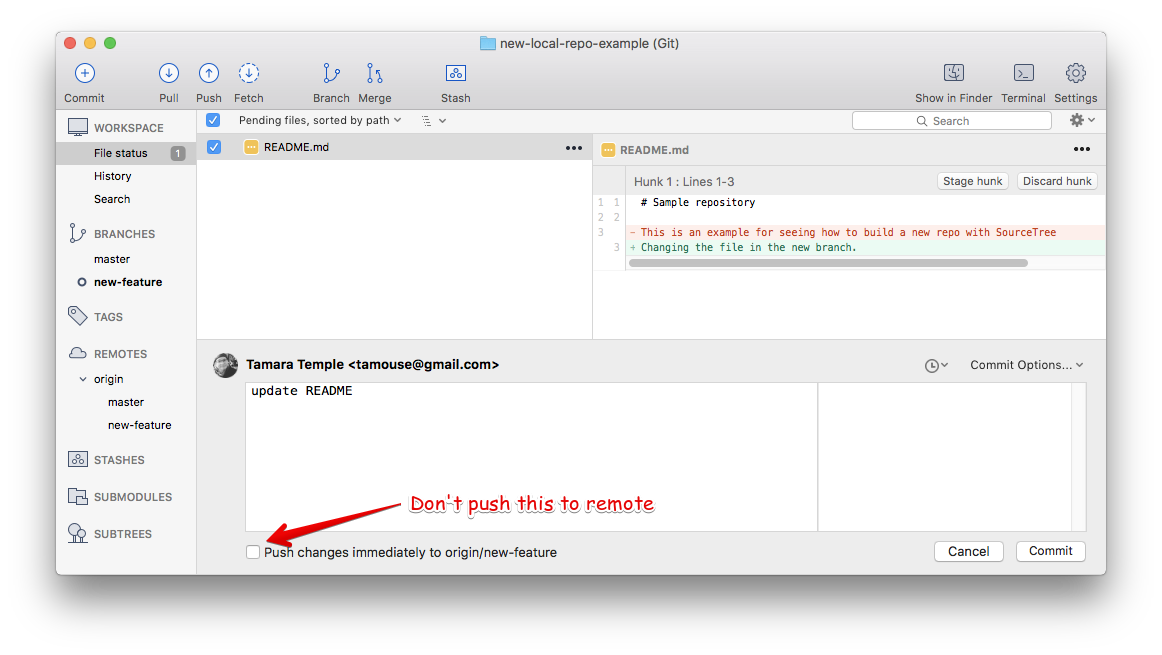 new-local-repo-example (Git)
Commit Pull Push Fetch Branch Merge Stash Show in Finder Terminal Settings
WORKSPACE
File status 1
History
Search
BRANCHES
master
new-feature
TAGS
REMOTES
origin
master
new-feature
STASHES
SUBMODULES
SUBTREES
Pending files, sorted by path
Search
README.md
README.md
Hunk 1 : Lines 1-3 Stage hunk Discard hunk
1 1 # Sample repository
2 2
3 - This is an example for seeing how to build a new repo with SourceTree
3 + Changing the file in the new branch.
Tamara Temple <tamouse@gmail.com> Commit Options...
update README
Don't push this to remote
Push changes immediately to origin/new-feature
Cancel Commit